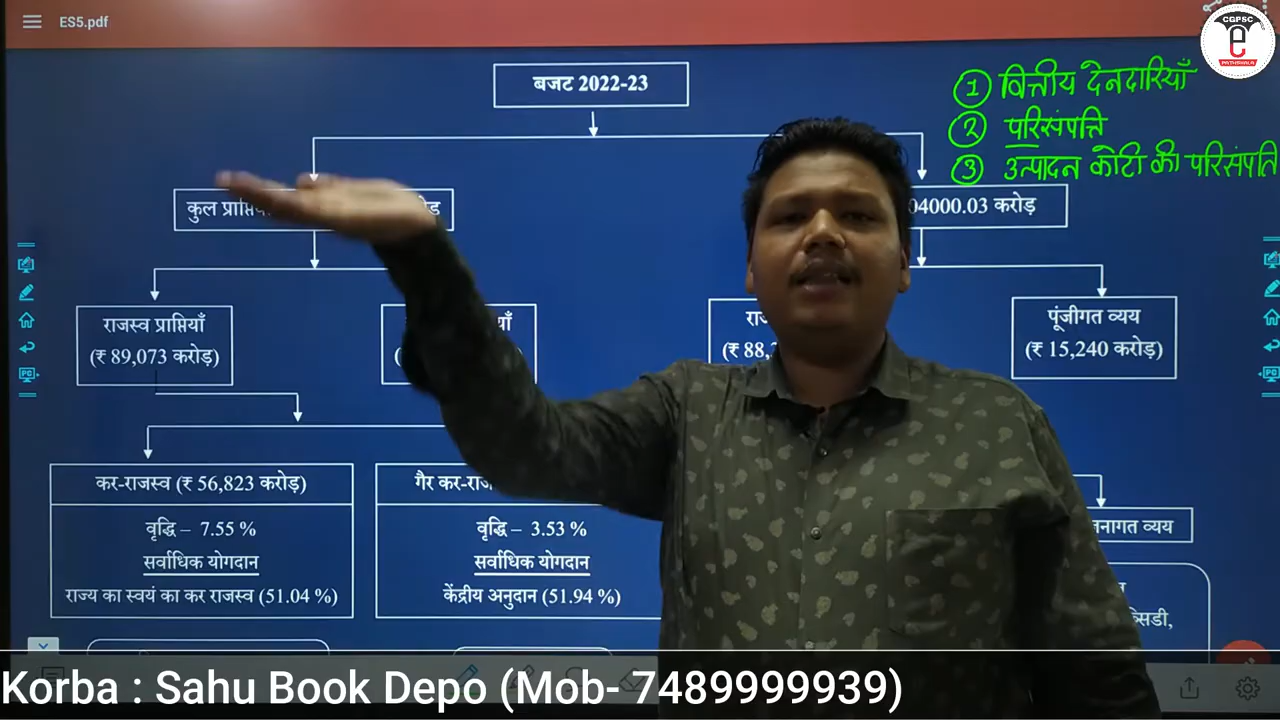 ES5.pdf
CGPSC
e
PATHSHALA
बजट 2022-23
① वित्तीय देनदारियाँ
② परिसंपत्ति
③ उत्पादन कोटी की परिसंपति
कुल
04000.03 करोड़
राजस्व प्राप्तियाँ
(₹ 89,073 करोड़)
पूंजीगत व्यय
(₹ 15,240 करोड़)
कर-राजस्व (₹ 56,823 करोड़)
वृद्धि – 7.55 %
सर्वाधिक योगदान
राज्य का स्वयं का कर राजस्व (51.04 %)
गैर
वृद्धि – 3.53 %
सर्वाधिक योगदान
केंद्रीय अनुदान (51.94 %)
व्यय
Korba : Sahu Book Depo (Mob- 7489999939)